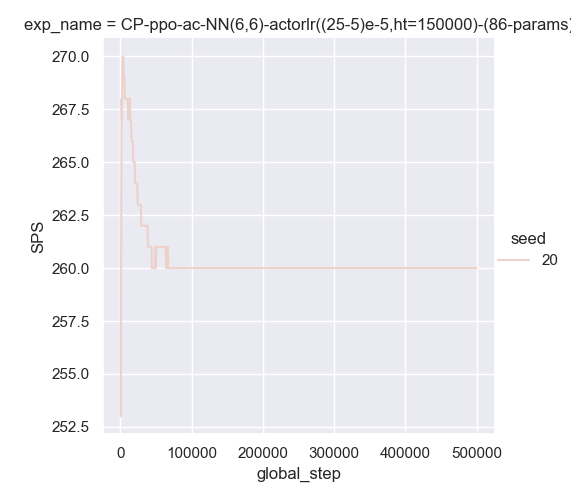 exp_name = CP-ppo-ac-NN(6,6)-actorlr((25-5)e-5,ht=150000)-(86-params)
270.0
267.5
265.0
262.5
260.0
257.5
255.0
252.5
SPS
0 100000 200000 300000 400000 500000
global_step
seed
20